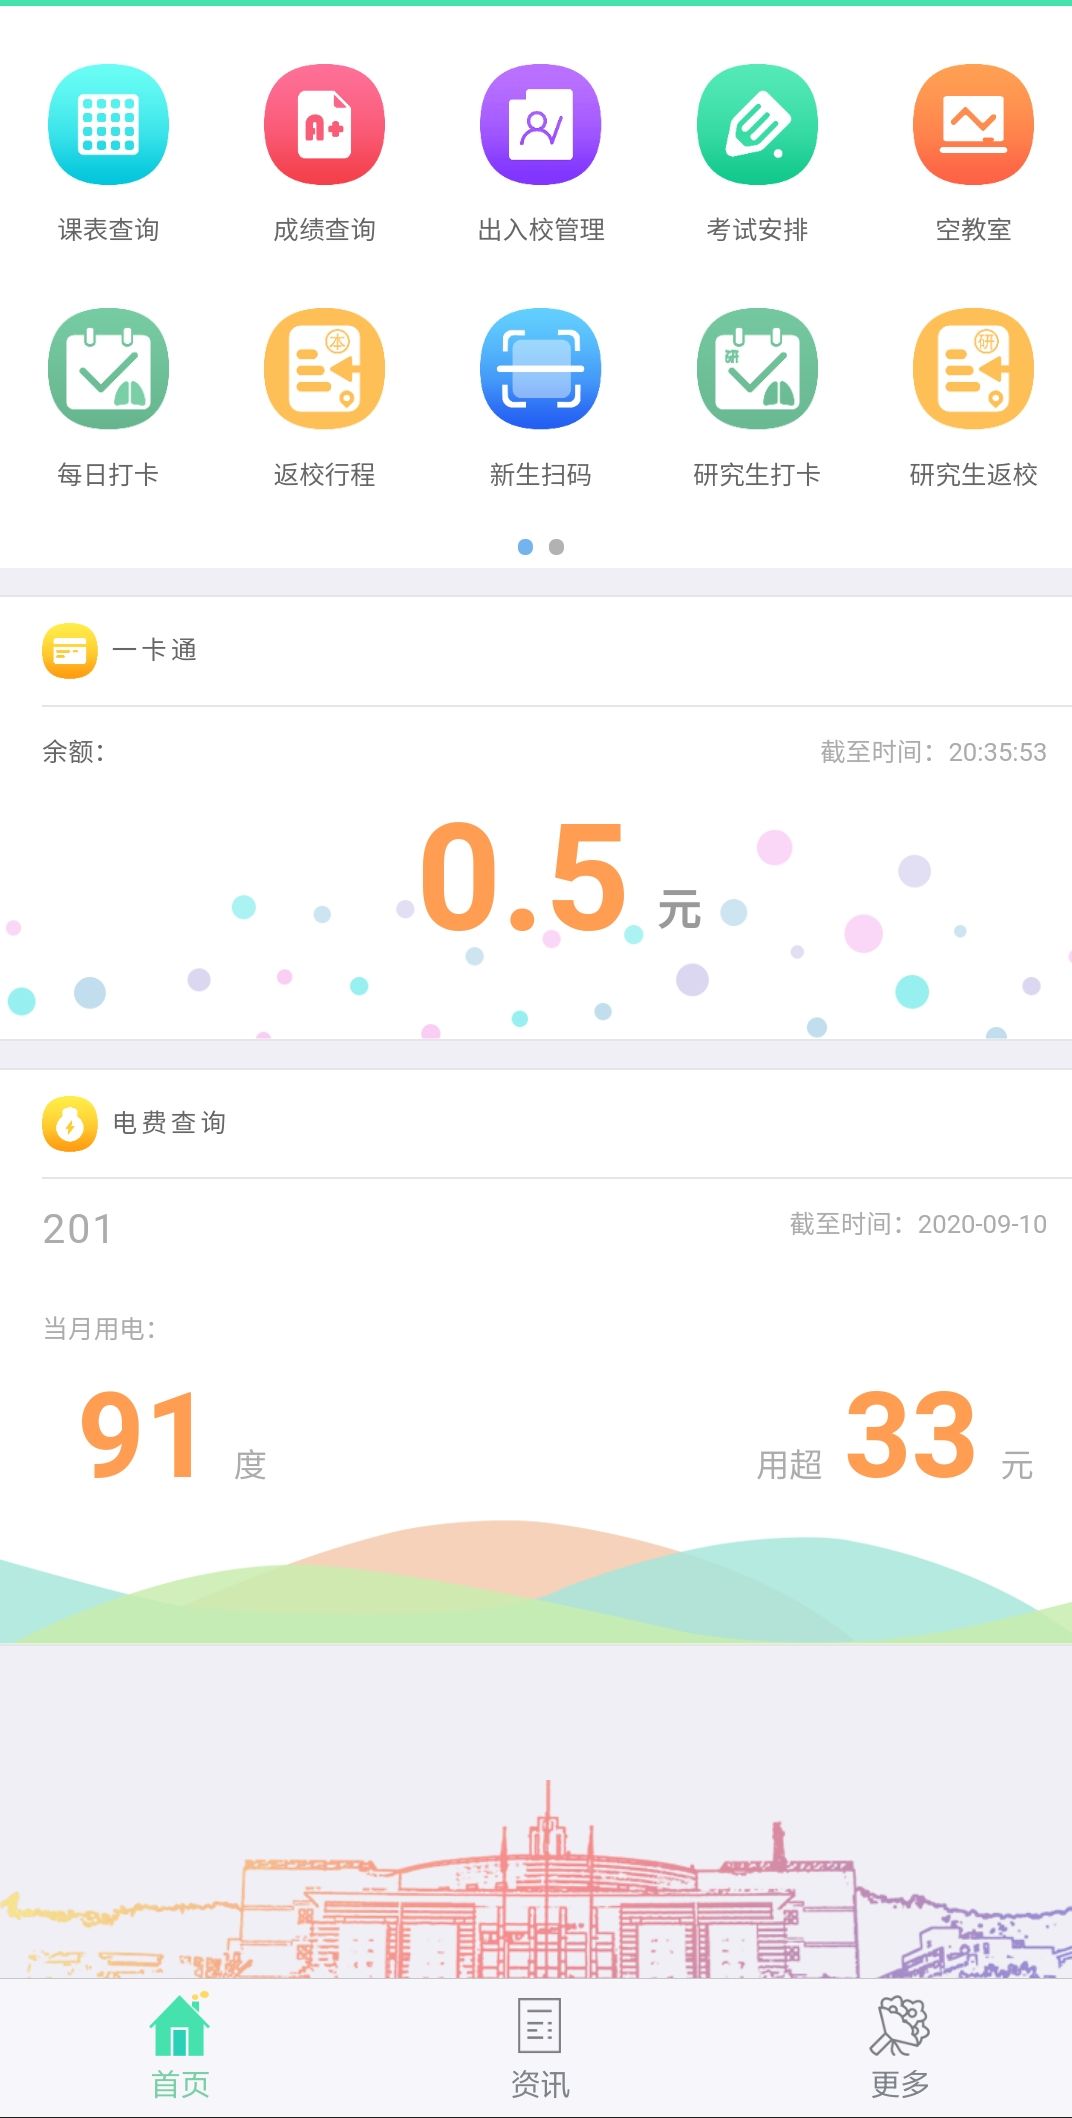 A+
课表查询 成绩查询 出入校管理 考试安排 空教室
本 研 研
每日打卡 返校行程 新生扫码 研究生打卡 研究生返校
一卡通
余额： 截至时间：20:35:53
0.5 元
电费查询
201 截至时间：2020-09-10
当月用电：
91 度 用超 33 元
首页 资讯 更多